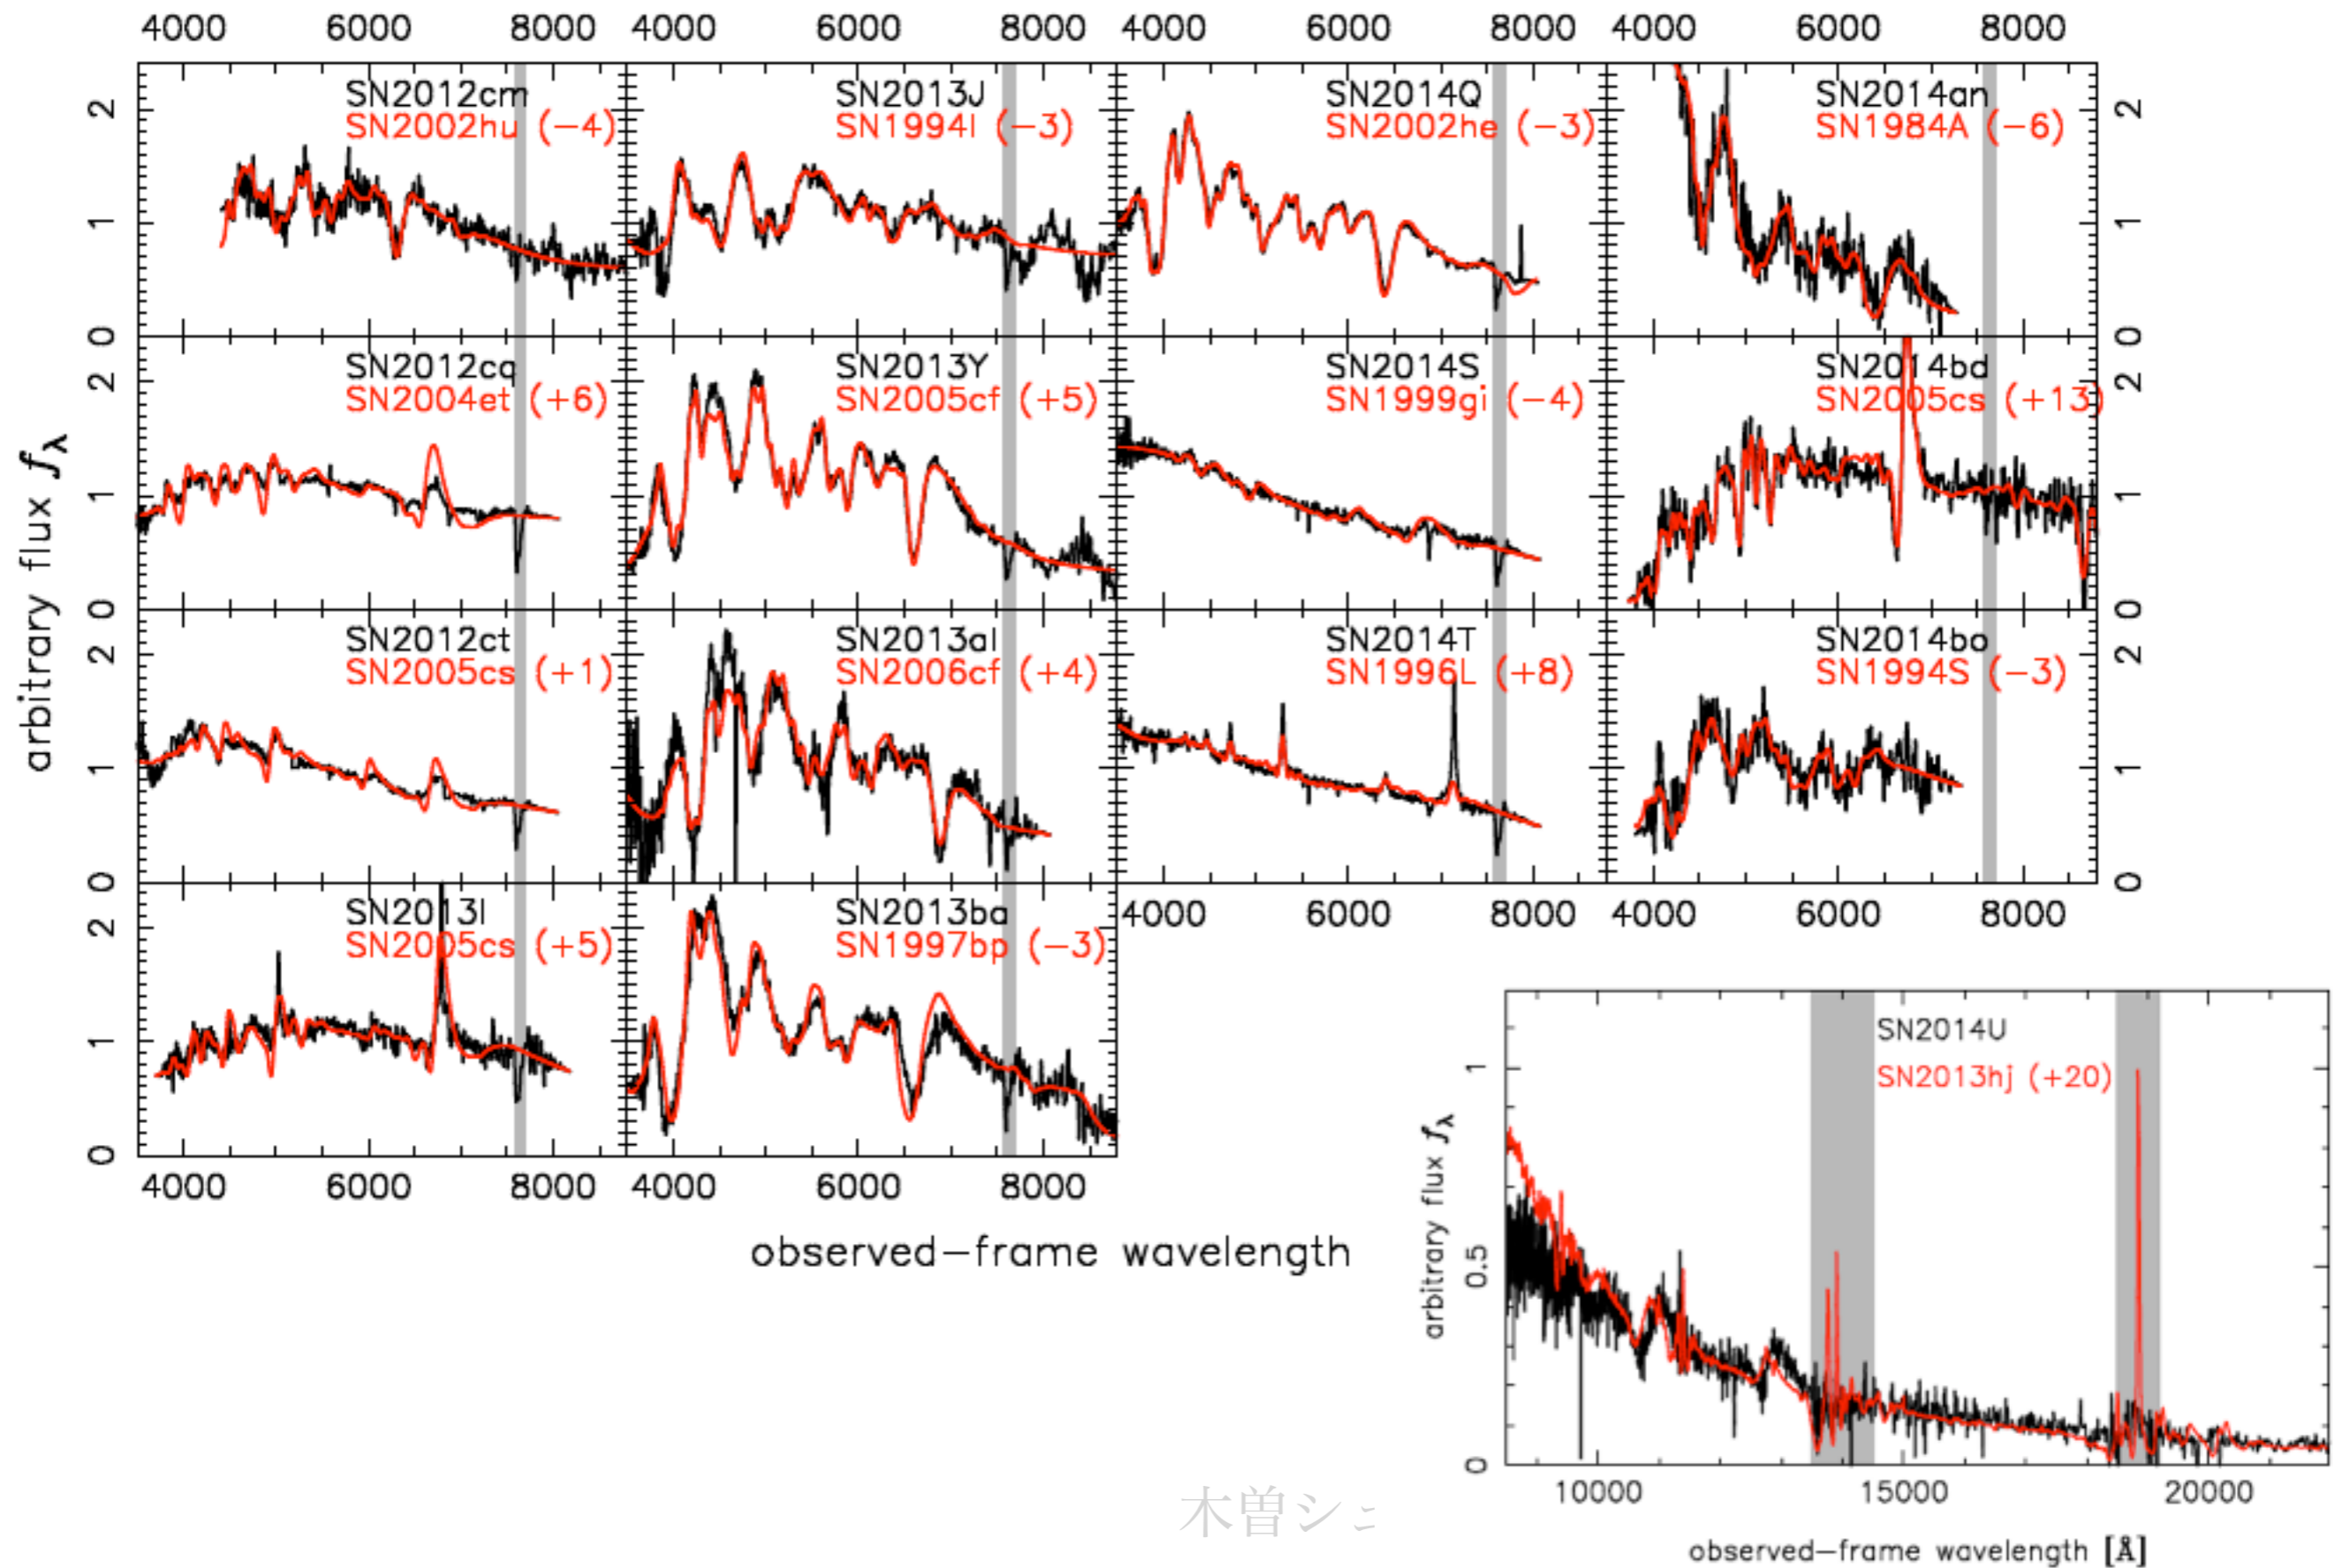 4000 6000 8000 4000 6000 8000 4000 6000 8000 4000 6000 8000
SN2012cm
SN2002hu (−4)
SN2013J
SN1994I (−3)
SN2014Q
SN2002he (−3)
SN2014an
SN1984A (−6)
2 1 0
2 1 0
SN2012cq
SN2004et (+6)
SN2013Y
SN2005cf (+5)
SN2014S
SN1999gi (−4)
SN2014bd
SN2005cs (+13)
2 1 0
2 1 0
arbitrary flux fλ
SN2012ct
SN2005cs (+1)
SN2013al
SN2006cf (+4)
SN2014T
SN1996L (+8)
SN2014bo
SN1994S (−3)
2 1 0
2 1 0
SN2013I
SN2005cs (+5)
SN2013ba
SN1997bp (−3)
2 1 0
4000 6000 8000 4000 6000 8000
4000 6000 8000 4000 6000 8000
observed−frame wavelength
SN2014U
SN2013hj (+20)
arbitrary flux fλ
1 0.5 0
10000 15000 20000
observed−frame wavelength [Å]
木曽シュ